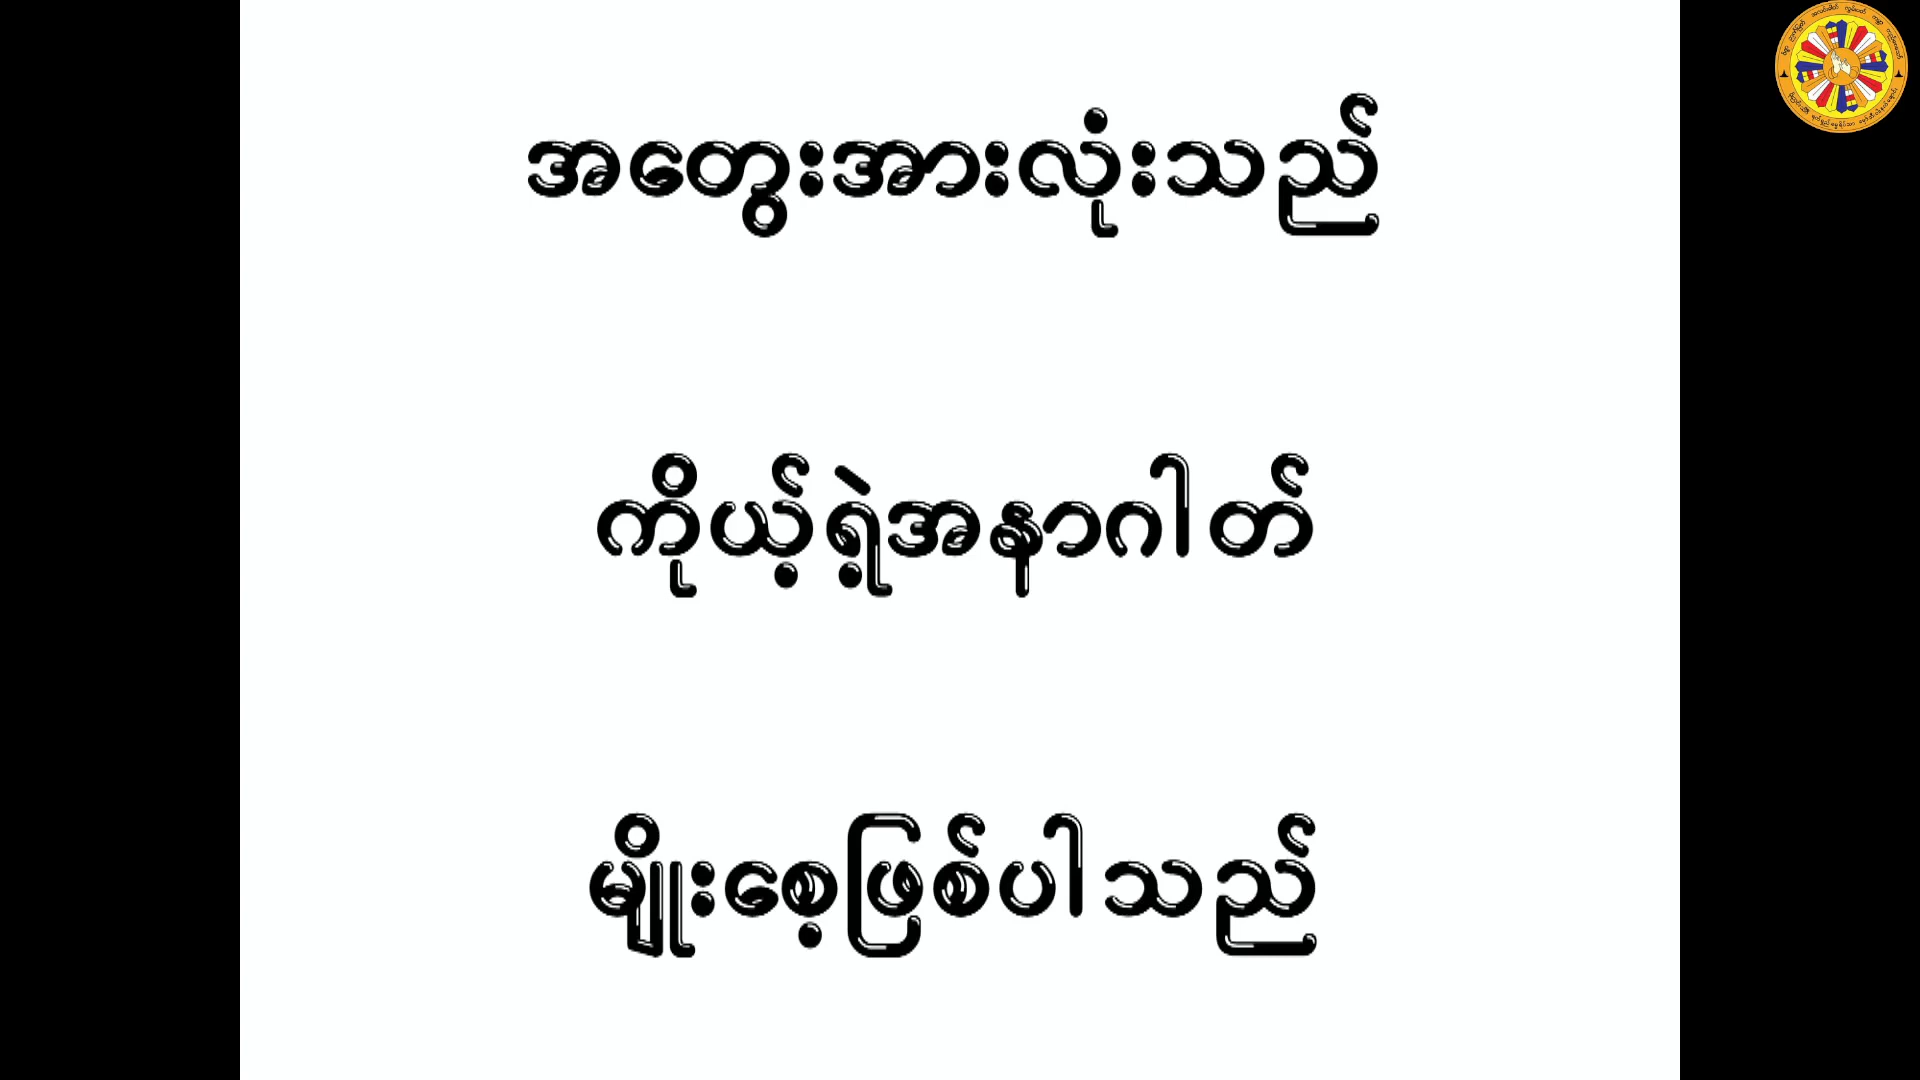 အတွေးအားလုံးသည်
ကိုယ့်ရဲ့အနာဂါတ်
မျိုးစေ့ဖြစ်ပါသည်